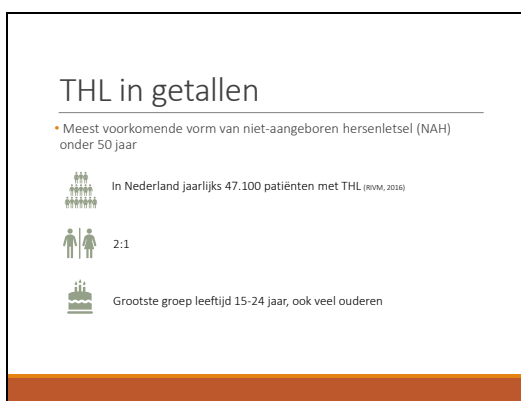 THL in getallen
• Meest voorkomende vorm van niet-aangeboren hersenletsel (NAH)
onder 50 jaar
In Nederland jaarlijks 47.100 patiënten met THL (RIVM, 2016)
2:1
Grootste groep leeftijd 15-24 jaar, ook veel ouderen